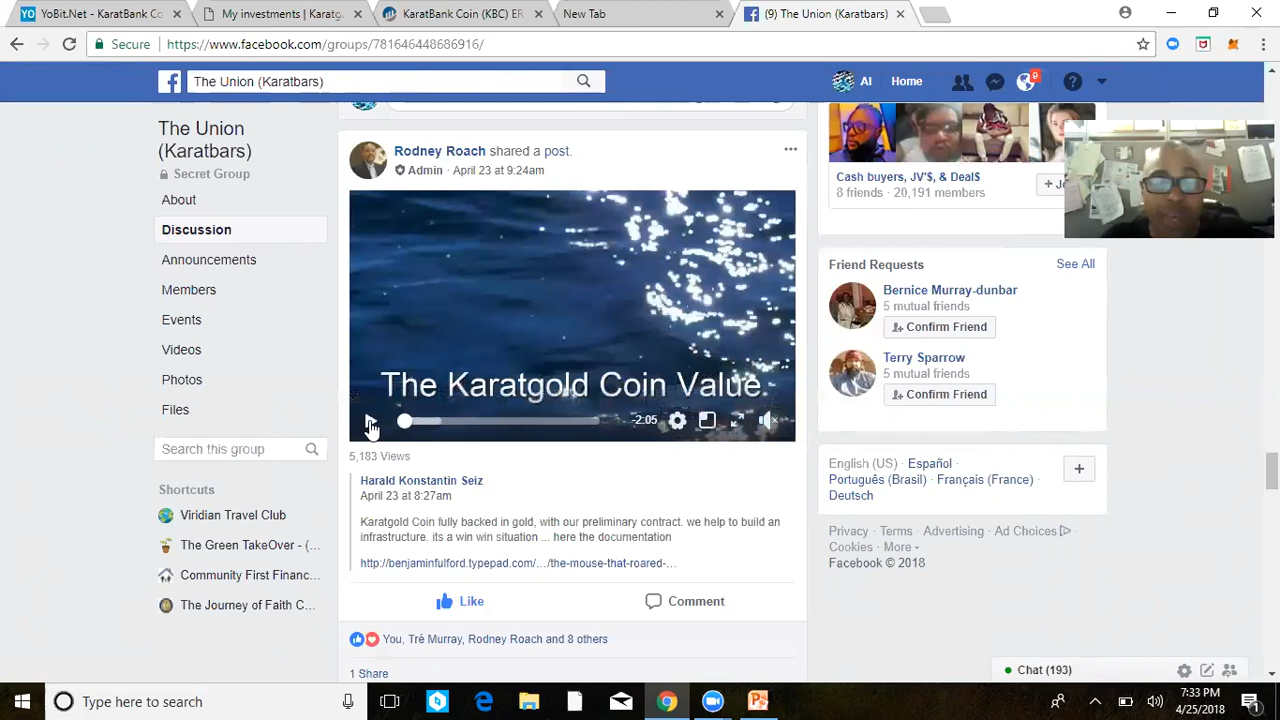 YoBit.Net - KaratBank Co
My investments | Karatg
KaratBank Coin (KBC) ER
New Tab
(9) The Union (Karatbars)
Secure
https://www.facebook.com/groups/781646448686916/
The Union (Karatbars)
Al
Home
9
The Union
(Karatbars)
Secret Group
About
Discussion
Announcements
Members
Events
Videos
Photos
Files
Search this group
Shortcuts
Viridian Travel Club
The Green TakeOver - (...
Community First Financ...
The Journey of Faith C...
Rodney Roach shared a post.
Admin · April 23 at 9:24am
The Karatgold Coin Value
-2:05
5,183 Views
Harald Konstantin Seiz
April 23 at 8:27am
Karatgold Coin fully backed in gold, with our preliminary contract. we help to build an
infrastructure. its a win win situation ... here the documentation
http://benjaminfulford.typepad.com/.../the-mouse-that-roared-...
Like
Comment
You, Tré Murray, Rodney Roach and 8 others
1 Share
Cash buyers, JV'$, & Deal$
8 friends · 20,191 members
+ Jo
Friend Requests
See All
Bernice Murray-dunbar
5 mutual friends
Confirm Friend
Terry Sparrow
5 mutual friends
Confirm Friend
English (US) · Español ·
Português (Brasil) · Français (France) ·
Deutsch
Privacy · Terms · Advertising · Ad Choices
Cookies · More
Facebook © 2018
Chat (193)
Type here to search
7:33 PM
4/25/2018
1